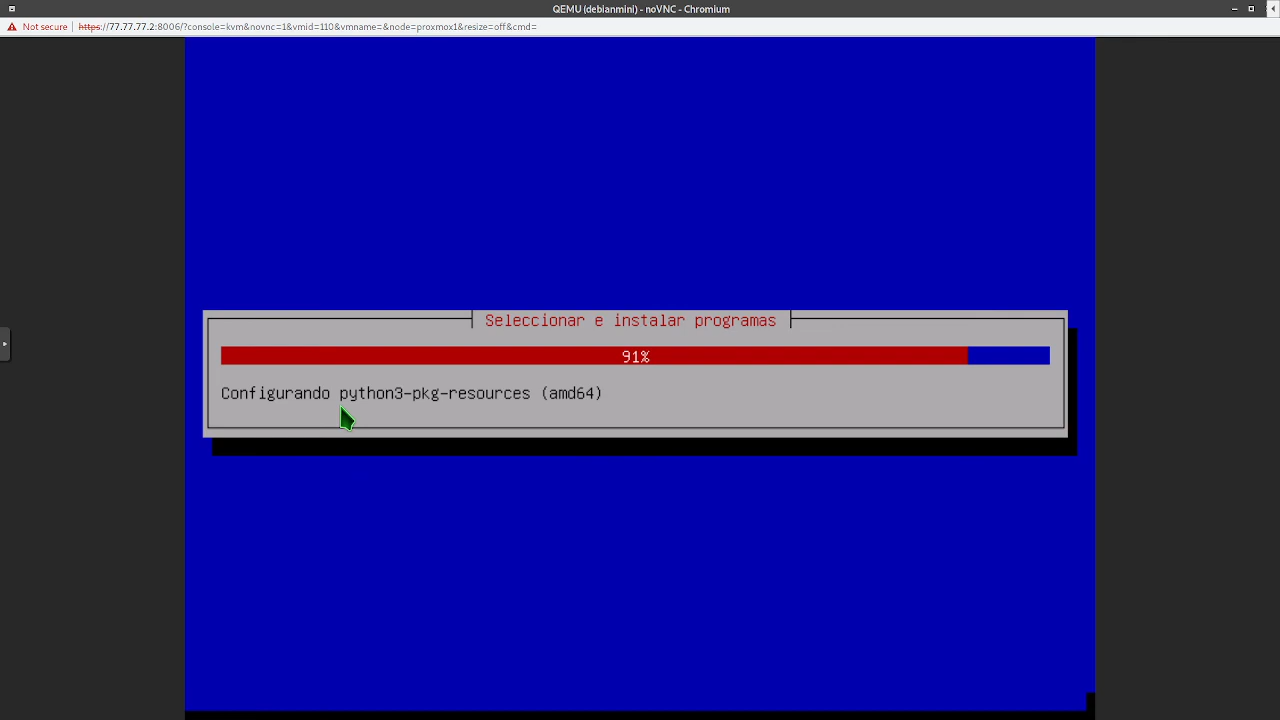 QEMU (debianmini) - noVNC - Chromium
Not secure | https://77.77.77.2:8006/?console=kvm&novnc=1&vmid=110&vmname=&node=proxmox1&resize=off&cmd=
Seleccionar e instalar programas
91%
Configurando python3-pkg-resources (amd64)